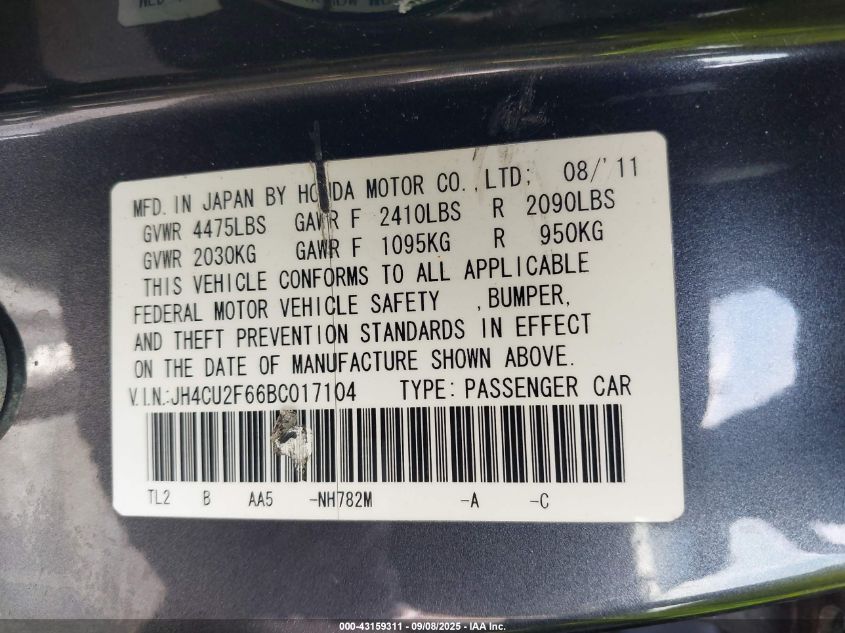 MFD. IN JAPAN BY HONDA MOTOR CO., LTD; 08/'11
GVWR 4475LBS GAWR F 2410LBS R 2090LBS
GVWR 2030KG GAWR F 1095KG R 950KG
THIS VEHICLE CONFORMS TO ALL APPLICABLE
FEDERAL MOTOR VEHICLE SAFETY , BUMPER,
AND THEFT PREVENTION STANDARDS IN EFFECT
ON THE DATE OF MANUFACTURE SHOWN ABOVE.
V.I.N.:JH4CU2F66BC017104 TYPE: PASSENGER CAR
TL2 B AA5 -NH782M -A -C
000-43159311 - 09/08/2025 - IAA Inc.